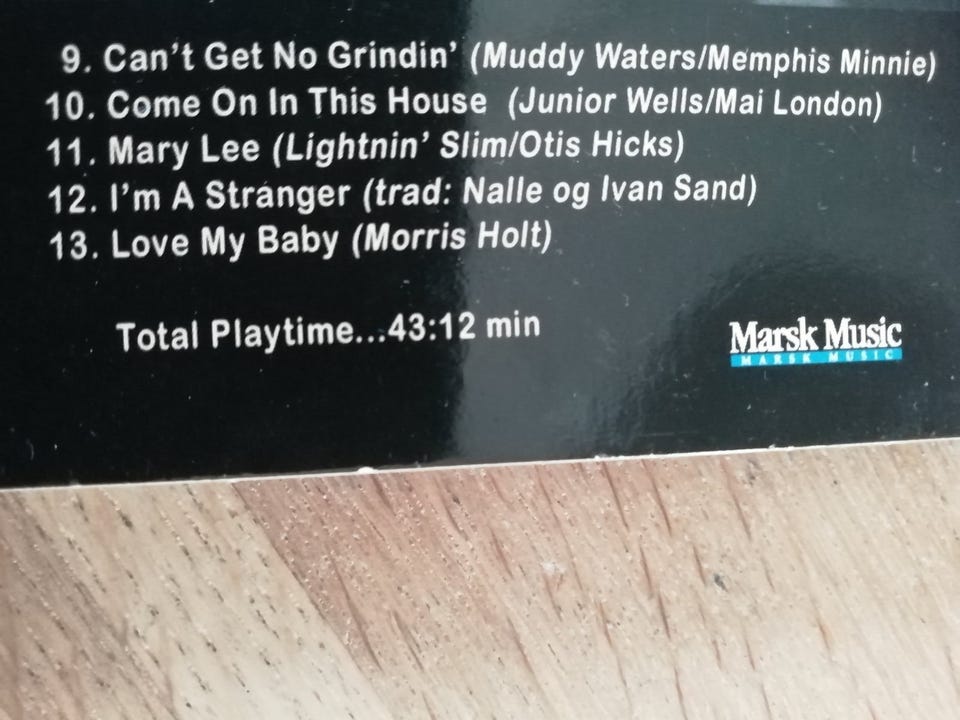 9. Can't Get No Grindin' (Muddy Waters/Memphis Minnie)
10. Come On In This House (Junior Wells/Mai London)
11. Mary Lee (Lightnin' Slim/Otis Hicks)
12. I'm A Stranger (trad: Nalle og Ivan Sand)
13. Love My Baby (Morris Holt)
Total Playtime...43:12 min
Marsk Music
MARSK MUSIC